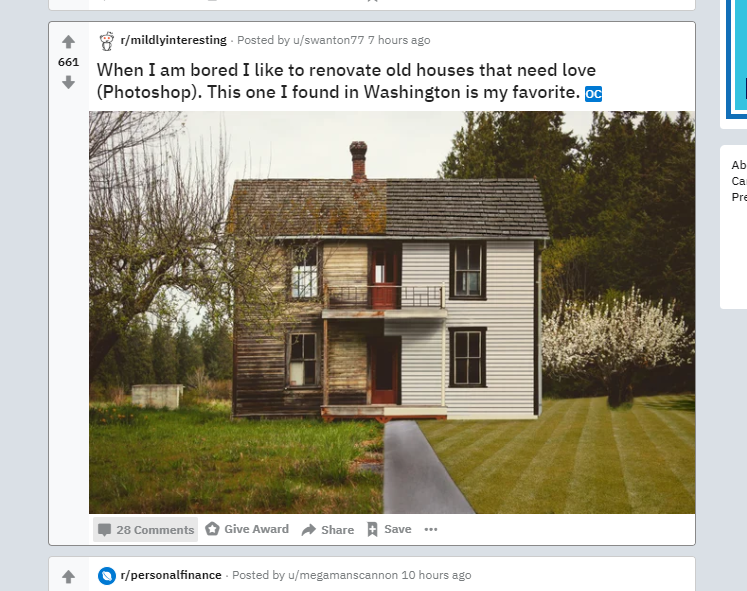 r/mildlyinteresting · Posted by u/swanton77 7 hours ago
661
When I am bored I like to renovate old houses that need love
(Photoshop). This one I found in Washington is my favorite. OC
28 Comments Give Award Share Save
r/personalfinance · Posted by u/megamanscannon 10 hours ago
Ab
Ca
Pre